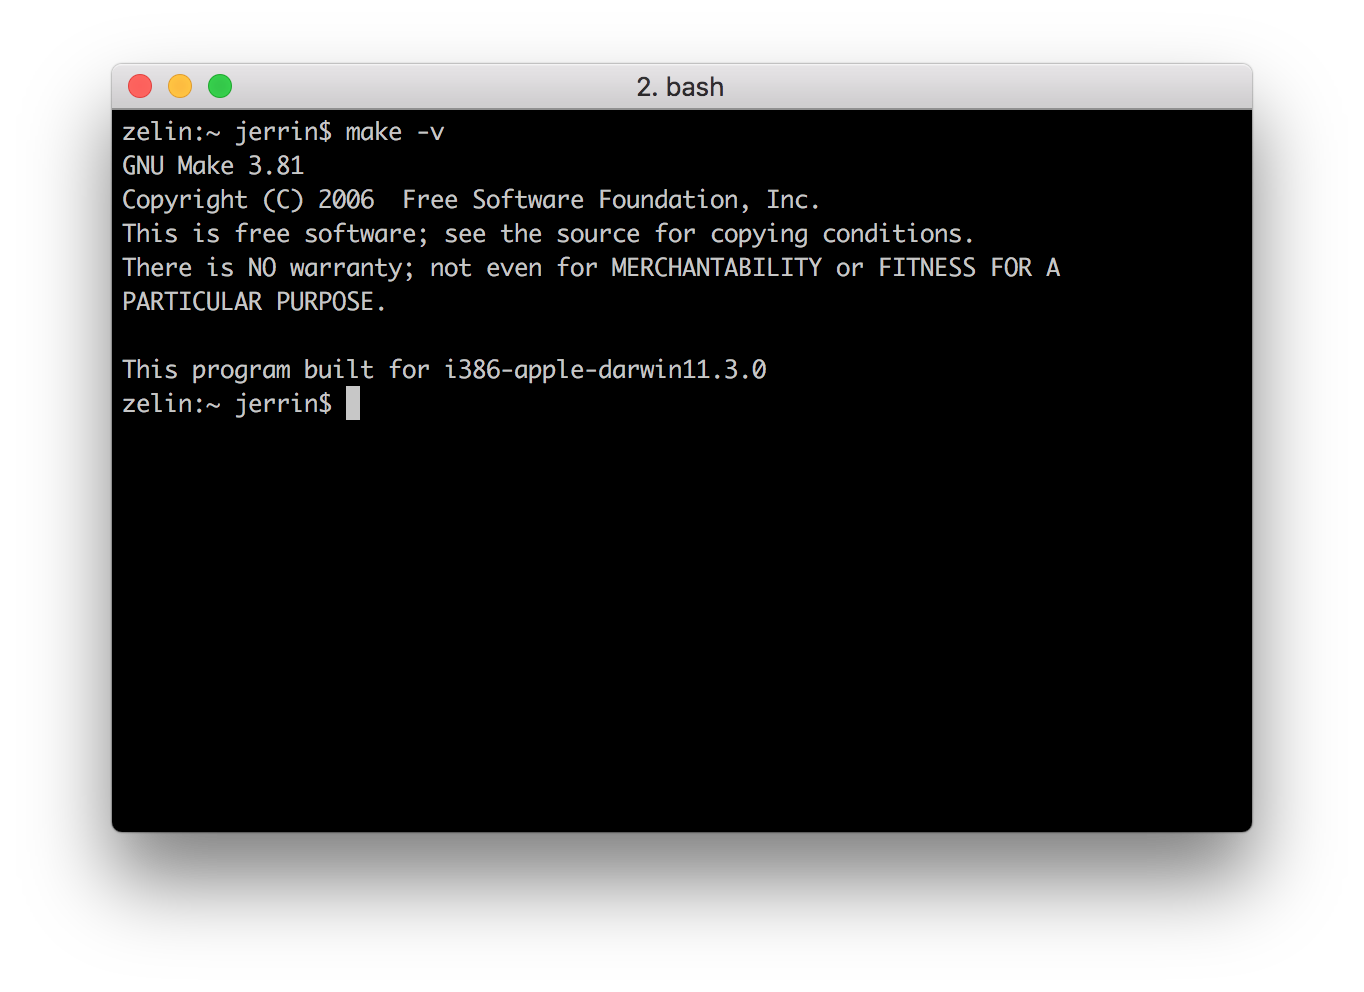 2. bash
zelin:~ jerrin$ make -v
GNU Make 3.81
Copyright (C) 2006  Free Software Foundation, Inc.
This is free software; see the source for copying conditions.
There is NO warranty; not even for MERCHANTABILITY or FITNESS FOR A
PARTICULAR PURPOSE.

This program built for i386-apple-darwin11.3.0
zelin:~ jerrin$